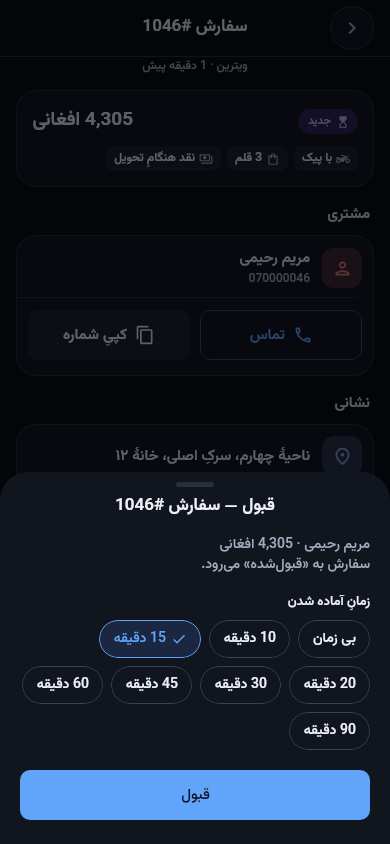 سفارش #1046
ویترین · 1 دقیقه پیش
جدید
4,305 افغانی
با پیک
3 قلم
نقد هنگام تحویل
مشتری
مریم رحیمی
070000046
تماس
کپیِ شماره
نشانی
ناحیهٔ چهارم، سرکِ اصلی، خانهٔ ۱۲
قبول — سفارش #1046
مریم رحیمی · 4,305 افغانی
سفارش به «قبول‌شده» می‌رود.
زمانِ آماده شدن
بی زمان
10 دقیقه
15 دقیقه
20 دقیقه
30 دقیقه
45 دقیقه
60 دقیقه
90 دقیقه
قبول